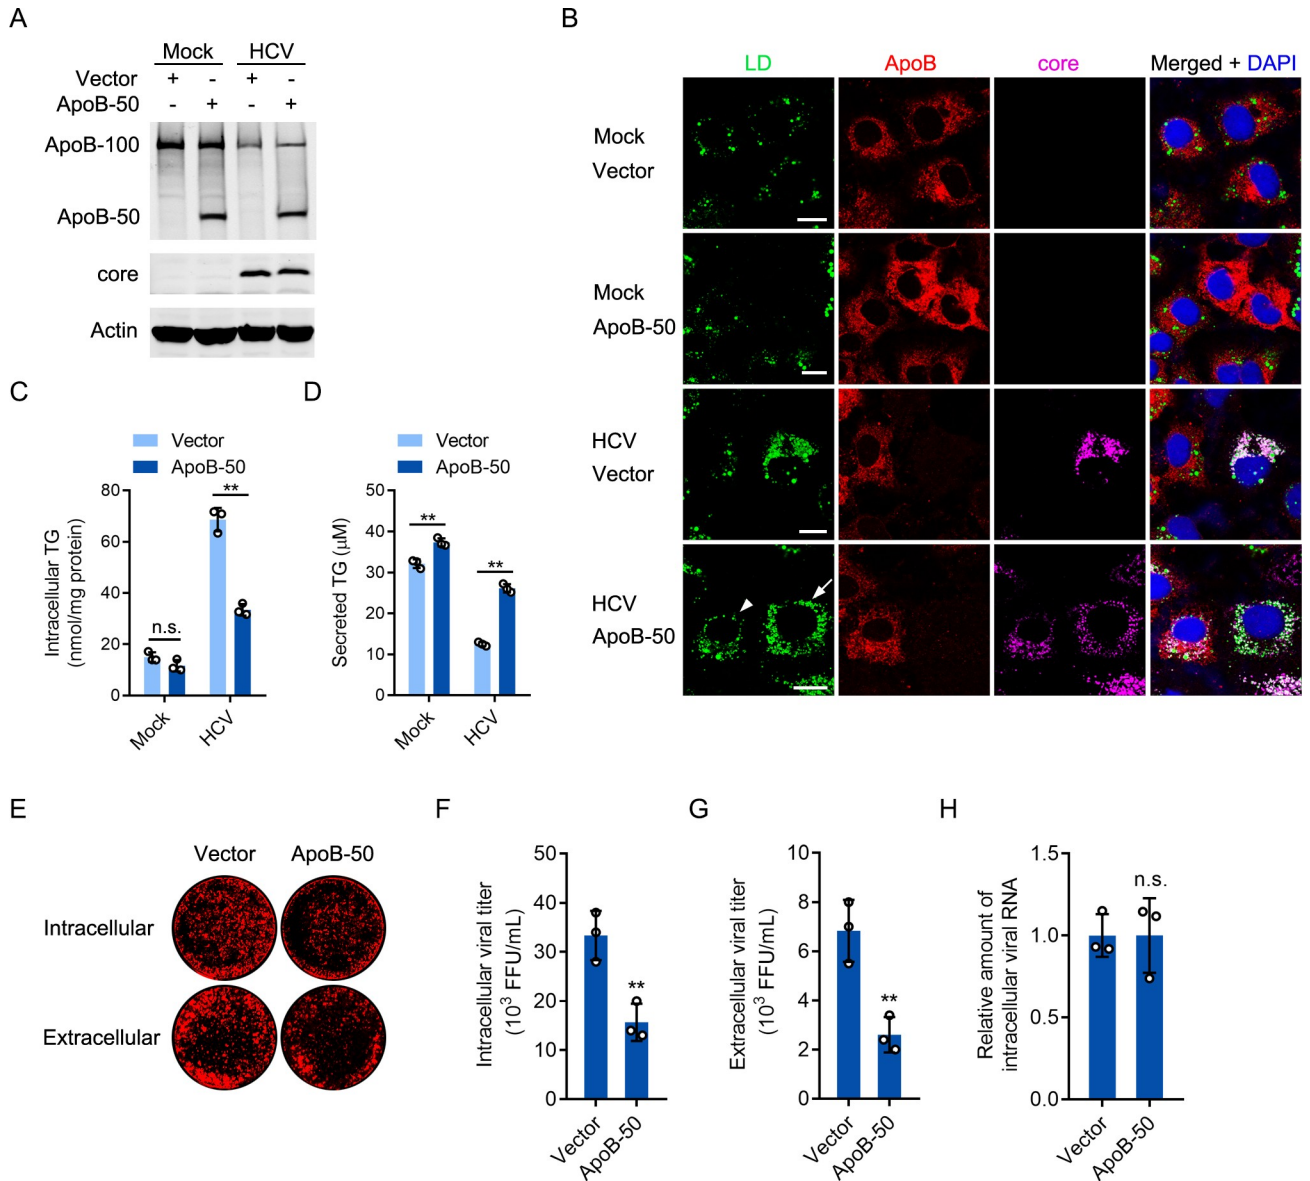 A
Mock HCV
Vector + - + -
ApoB-50 - + - +
ApoB-100
ApoB-50
core
Actin
B
LD ApoB core Merged + DAPI
Mock
Vector
Mock
ApoB-50
HCV
Vector
HCV
ApoB-50
C
Vector
ApoB-50
Intracellular TG
(nmol/mg protein)
80
60
40
20
0
n.s.
**
Mock
HCV
D
Vector
ApoB-50
Secreted TG (μM)
50
40
30
20
10
0
**
**
Mock
HCV
E
Vector ApoB-50
Intracellular
Extracellular
F
Intracellular viral titer
(10³ FFU/mL)
50
40
30
20
10
0
**
Vector
ApoB-50
G
Extracellular viral titer
(10³ FFU/mL)
10
8
6
4
2
0
**
Vector
ApoB-50
H
Relative amount of
intracellular viral RNA
1.5
1.0
0.5
0.0
n.s.
Vector
ApoB-50